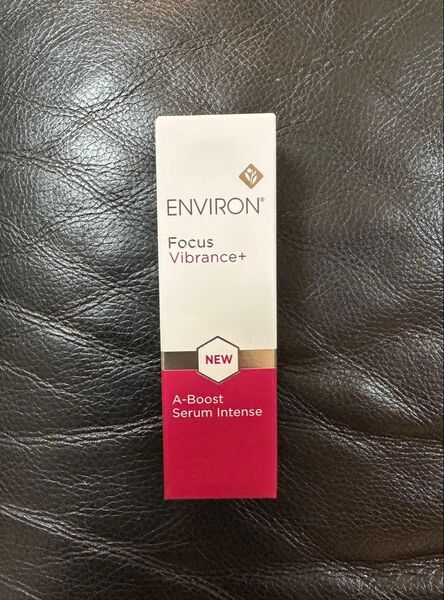 ENVIRON®
Focus
Vibrance+
NEW
A-Boost
Serum Intense